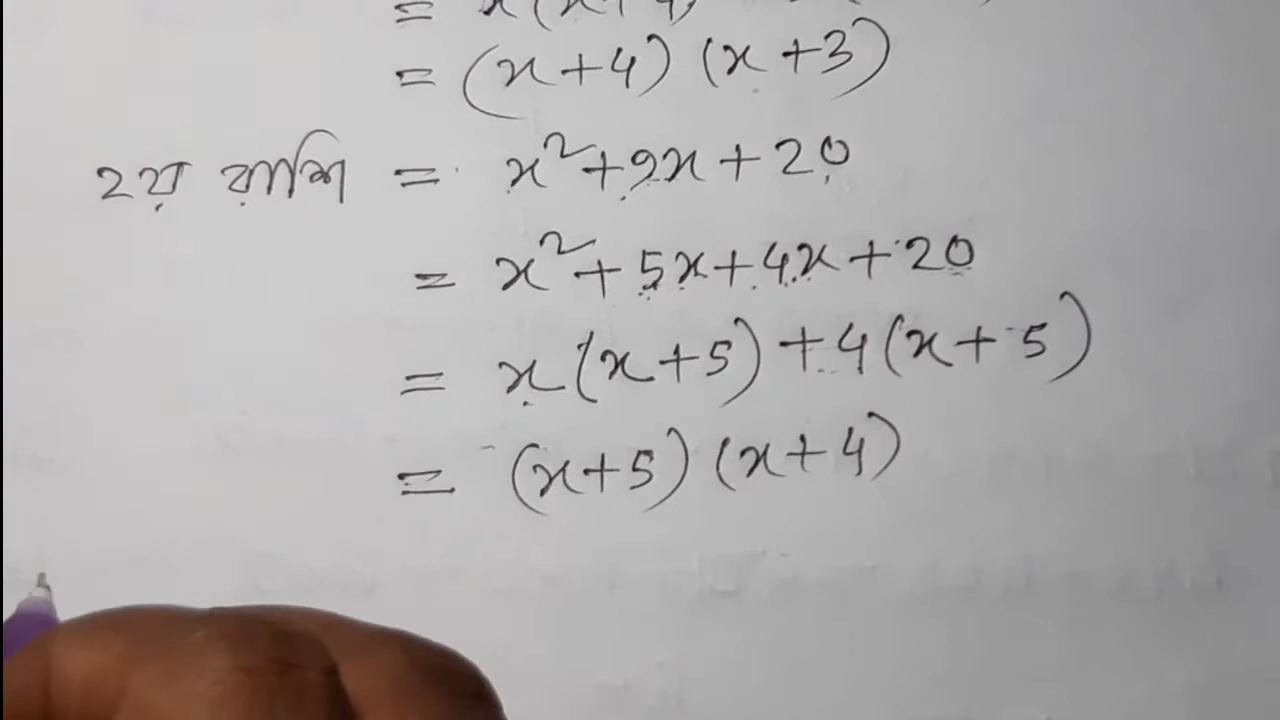 = (x+4) (x+3)
২য় রাশি = x²+9x+20
= x²+5x+4x+20
= x(x+5)+4(x+5)
= (x+5) (x+4)